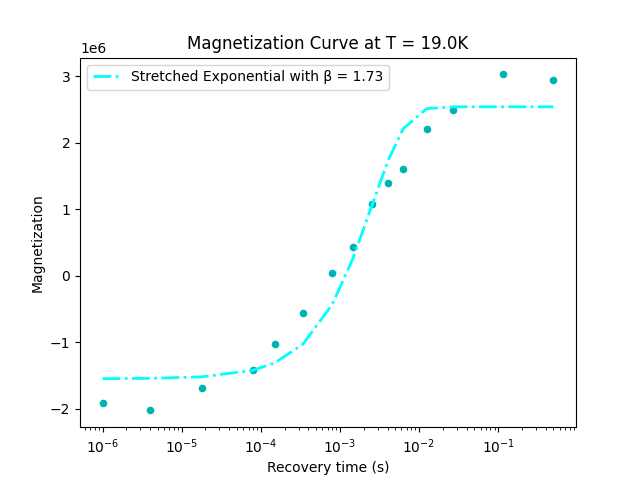 Magnetization Curve at T = 19.0K
1e6
Stretched Exponential with β = 1.73
3
2
1
0
−1
−2
Magnetization
10⁻⁶ 10⁻⁵ 10⁻⁴ 10⁻³ 10⁻² 10⁻¹
Recovery time (s)